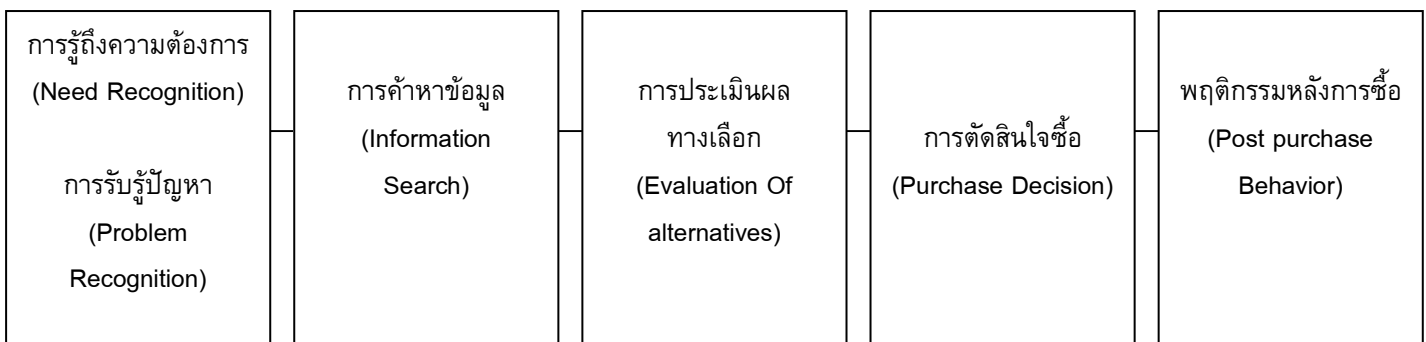 การรู้ถึงความต้องการ
(Need Recognition)
การรับรู้ปัญหา
(Problem
Recognition)
การค้าหาข้อมูล
(Information
Search)
การประเมินผล
ทางเลือก
(Evaluation Of
alternatives)
การตัดสินใจซื้อ
(Purchase Decision)
พฤติกรรมหลังการซื้อ
(Post purchase
Behavior)